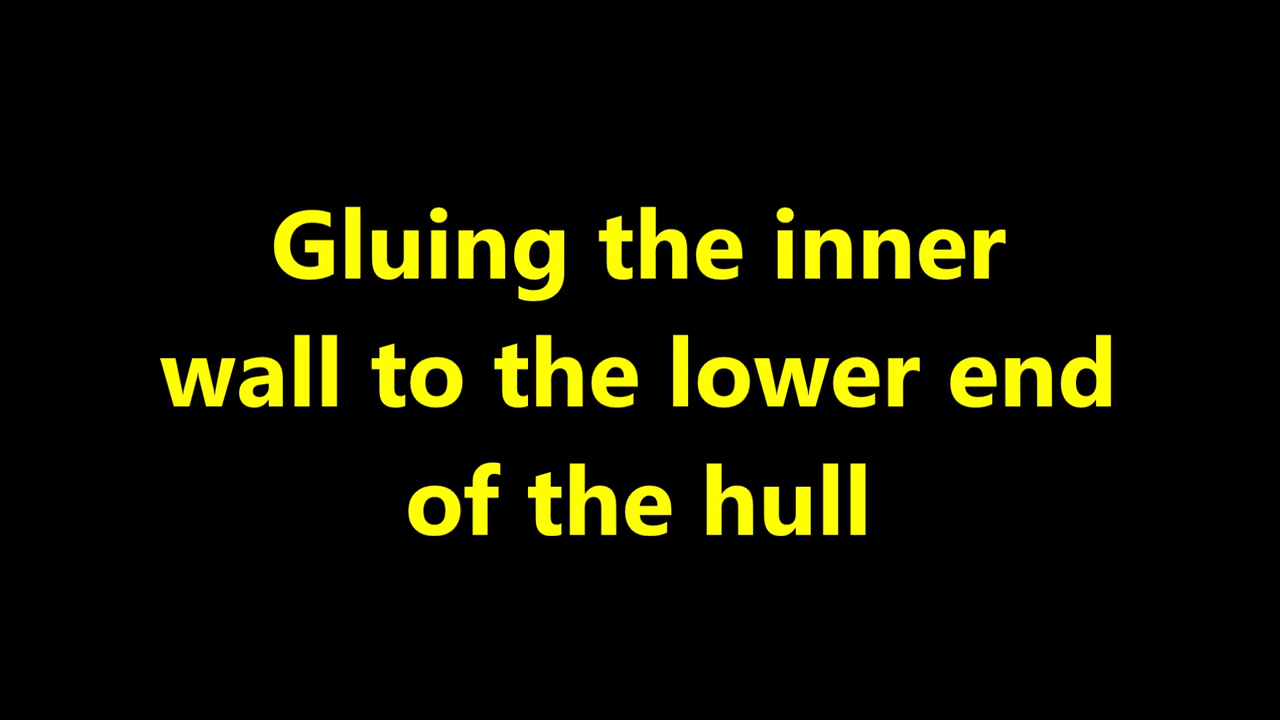 Gluing the inner
wall to the lower end
of the hull